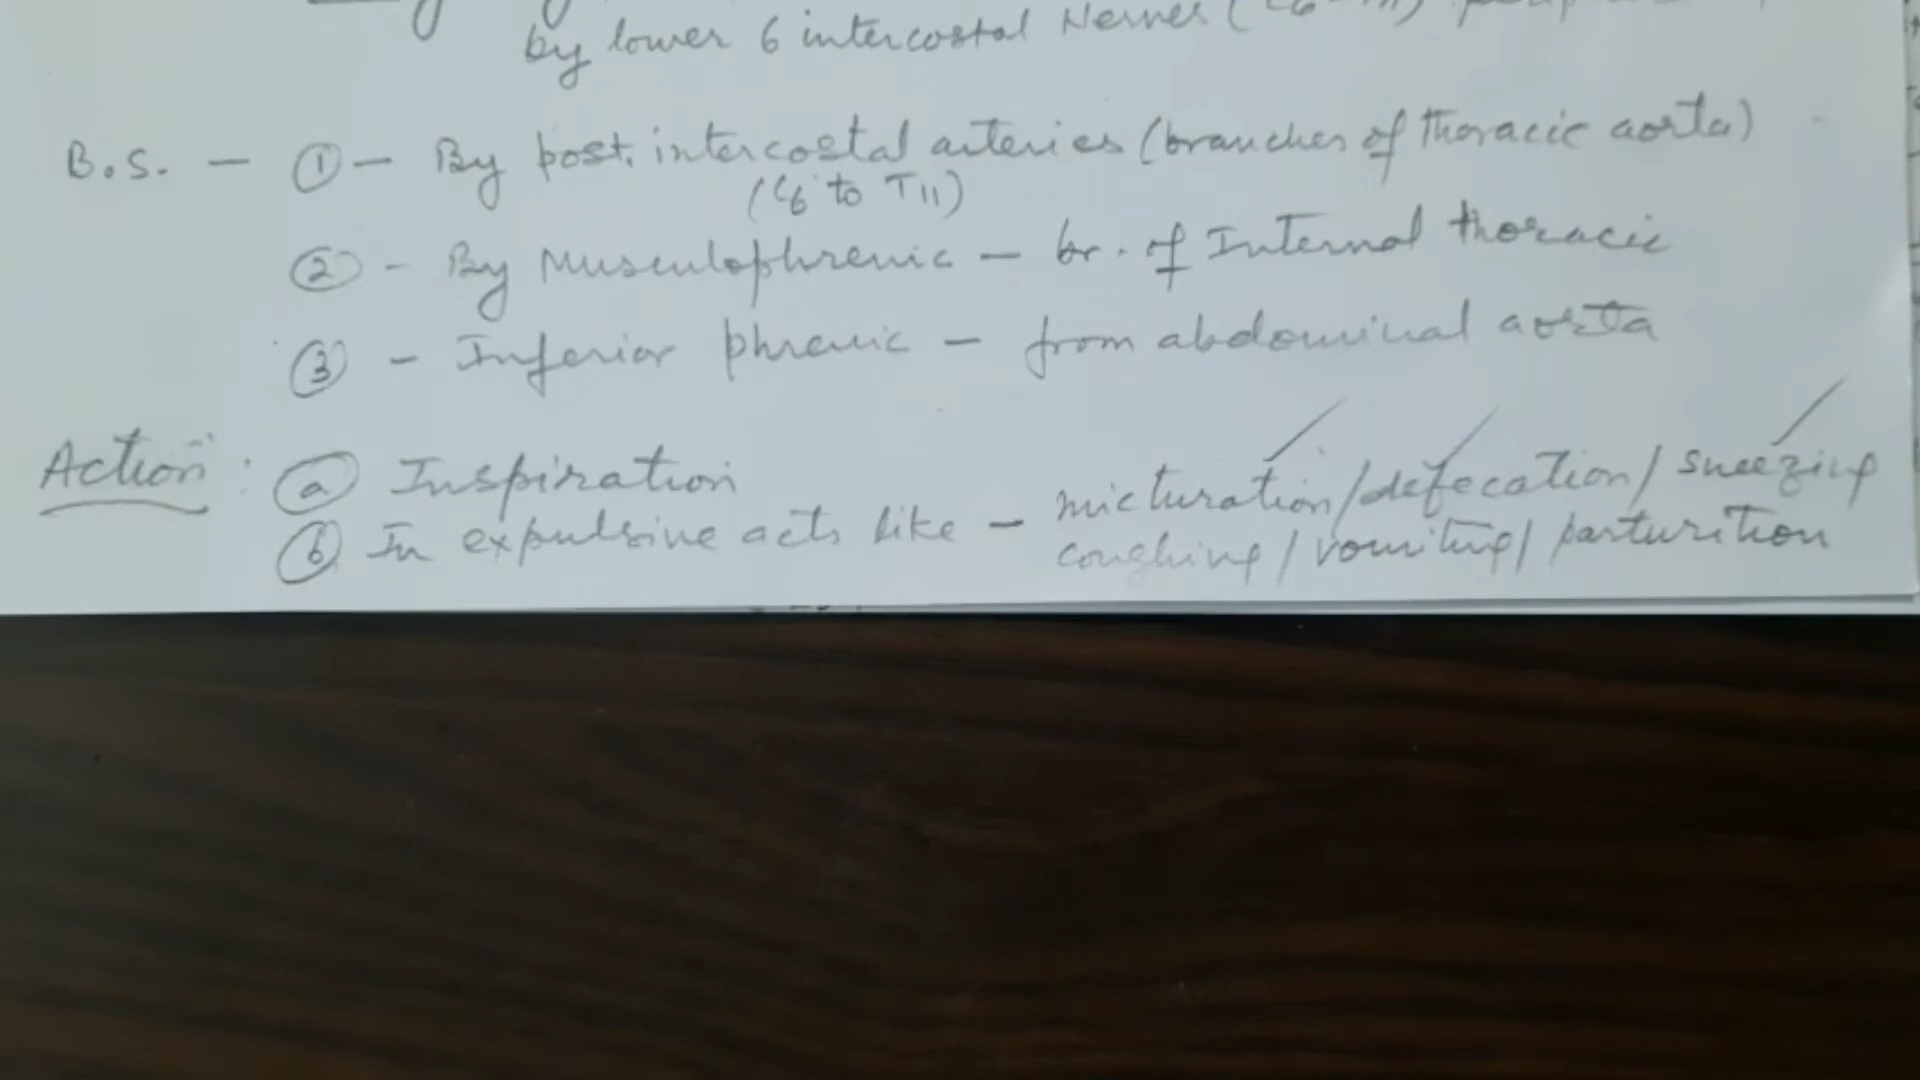 by lower 6 intercostal Nerves (
B.S. — ① — By post. intercostal arteries (branches of thoracic aorta)
(C6 to T11)
② - By Musculophrenic — br. of Internal thoracic
③ - Inferior phrenic — from abdominal aorta
Action : ⓐ Inspiration
ⓑ In expulsive acts like — micturation/defecation/sneezing
coughing/vomiting/parturition